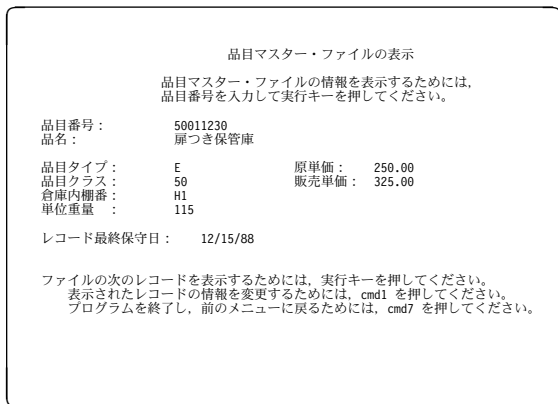 品目マスター・ファイルの表示
品目マスター・ファイルの情報を表示するためには,
品目番号を入力して実行キーを押してください。
品目番号： 50011230
品名： 扉つき保管庫
品目タイプ： E 原単価： 250.00
品目クラス： 50 販売単価： 325.00
倉庫内棚番： H1
単位重量 ： 115
レコード最終保守日： 12/15/88
ファイルの次のレコードを表示するためには, 実行キーを押してください。
表示されたレコードの情報を変更するためには, cmd1 を押してください。
プログラムを終了し, 前のメニューに戻るためには, cmd7 を押してください。